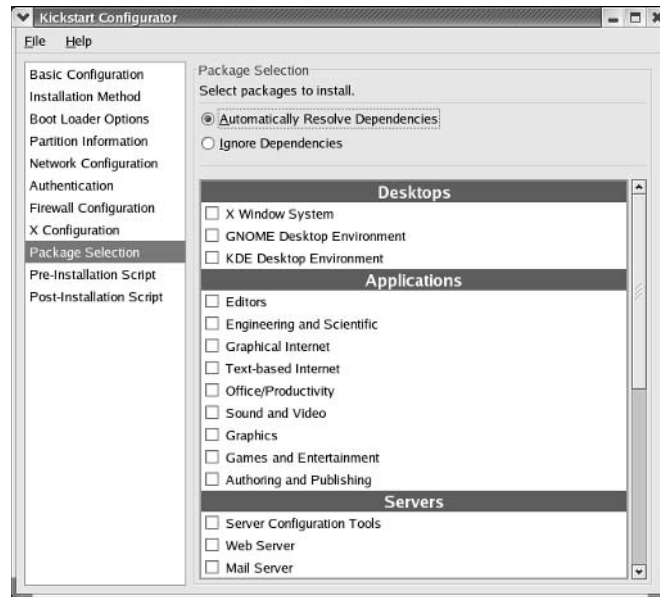 Kickstart Configurator
File Help
Basic Configuration
Installation Method
Boot Loader Options
Partition Information
Network Configuration
Authentication
Firewall Configuration
X Configuration
Package Selection
Pre-Installation Script
Post-Installation Script
Package Selection
Select packages to install.
Automatically Resolve Dependencies
Ignore Dependencies
Desktops
X Window System
GNOME Desktop Environment
KDE Desktop Environment
Applications
Editors
Engineering and Scientific
Graphical Internet
Text-based Internet
Office/Productivity
Sound and Video
Graphics
Games and Entertainment
Authoring and Publishing
Servers
Server Configuration Tools
Web Server
Mail Server